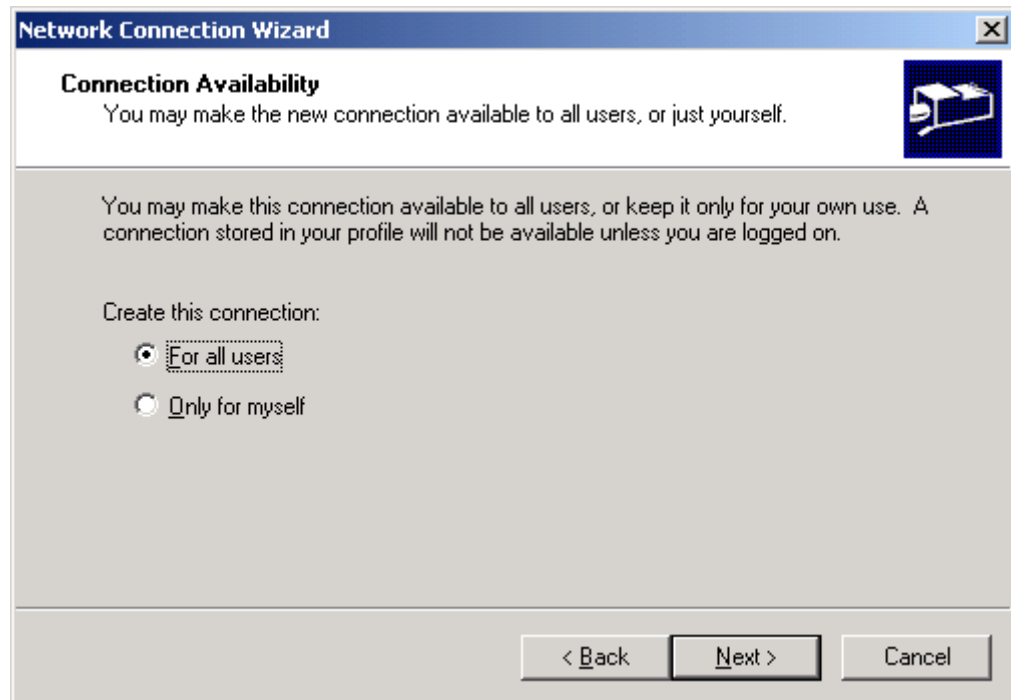 Network Connection Wizard
Connection Availability
You may make the new connection available to all users, or just yourself.
You may make this connection available to all users, or keep it only for your own use.  A
connection stored in your profile will not be available unless you are logged on.
Create this connection:
For all users
Only for myself
< Back
Next >
Cancel